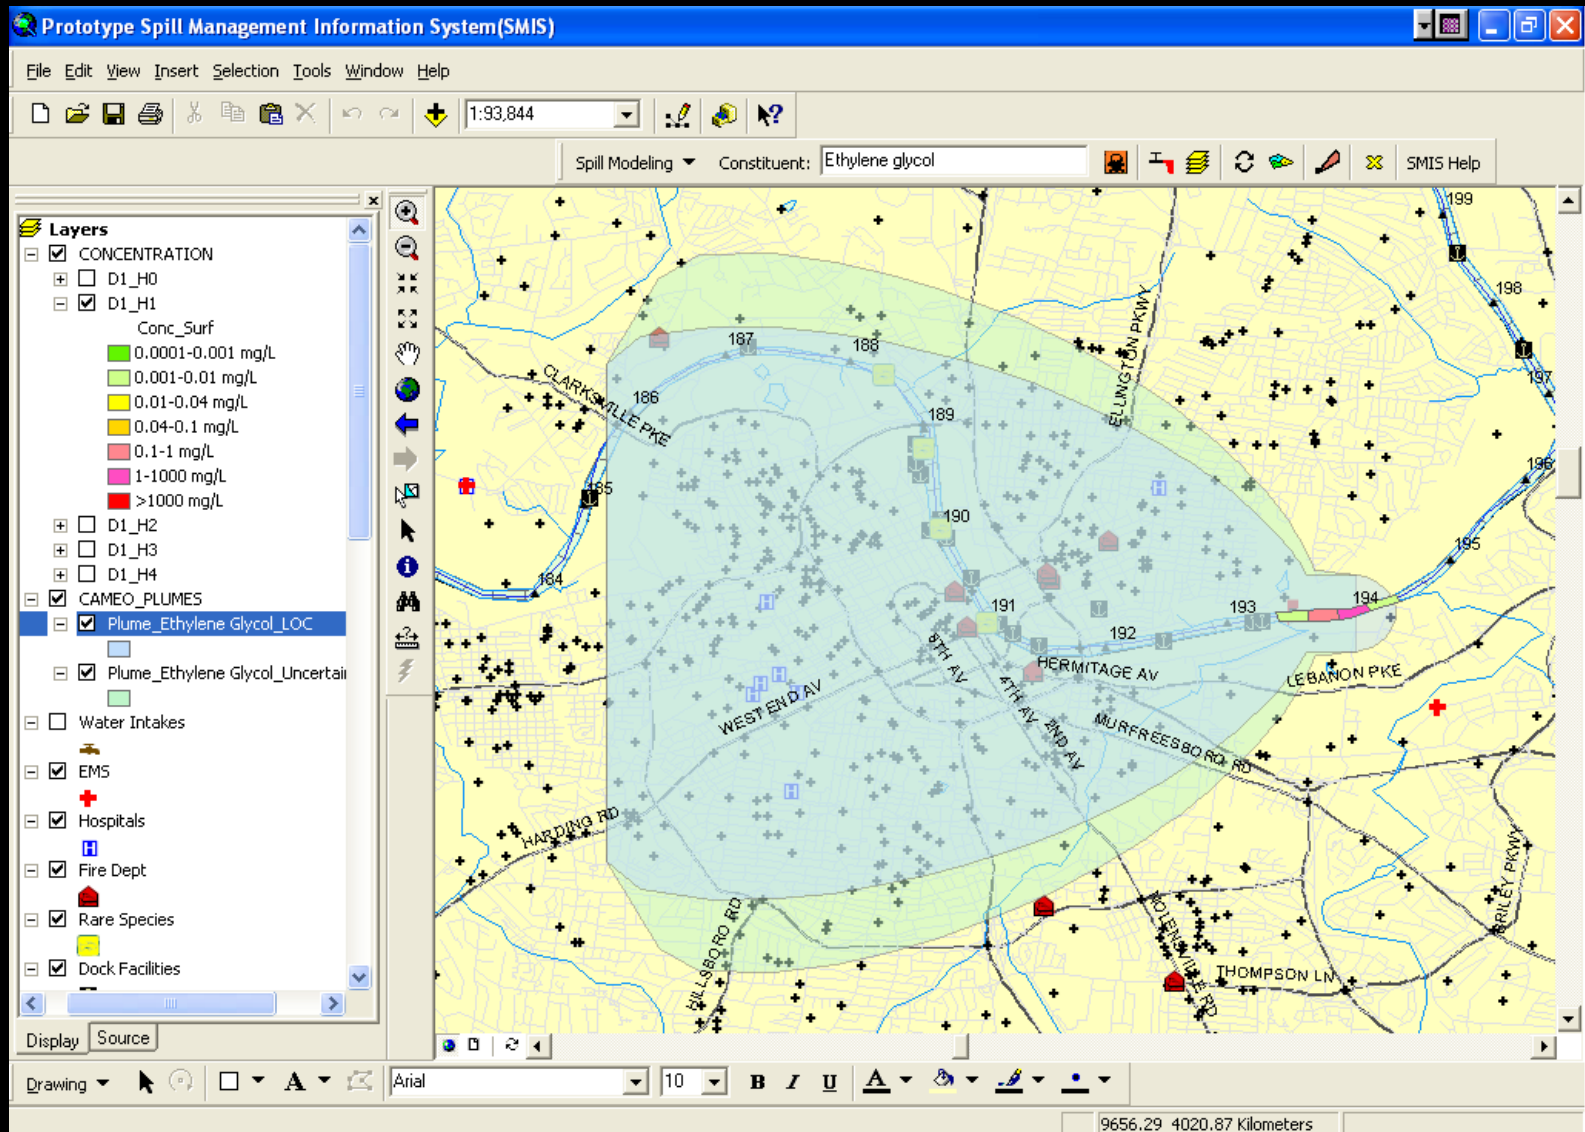 Prototype Spill Management Information System(SMIS)
File Edit View Insert Selection Tools Window Help
1:93,844
Spill Modeling Constituent: Ethylene glycol SMIS Help
Layers
CONCENTRATION
D1_H0
D1_H1
Conc_Surf
0.0001-0.001 mg/L
0.001-0.01 mg/L
0.01-0.04 mg/L
0.04-0.1 mg/L
0.1-1 mg/L
1-1000 mg/L
>1000 mg/L
D1_H2
D1_H3
D1_H4
CAMEO_PLUMES
Plume_Ethylene Glycol_LOC
Plume_Ethylene Glycol_Uncertai
Water Intakes
EMS
Hospitals
H
Fire Dept
Rare Species
Dock Facilities
Display Source
199
198
197
196
195
194
193
192
191
190
189
188
187
186
185
184
CLARKSVILLE PKE
ELLINGTON PKWY
HERMITAGE AV
LEBANON PKE
8TH AV
4TH AV
2ND AV
MURFREESBORO RD
WEST END AV
HARDING RD
HILLSBORO RD
NOLENSVILLE RD
THOMPSON LN
BRILEY PKWY
H
H
H
H
H
H
Drawing A Arial 10 B I U A
9656.29 4020.87 Kilometers